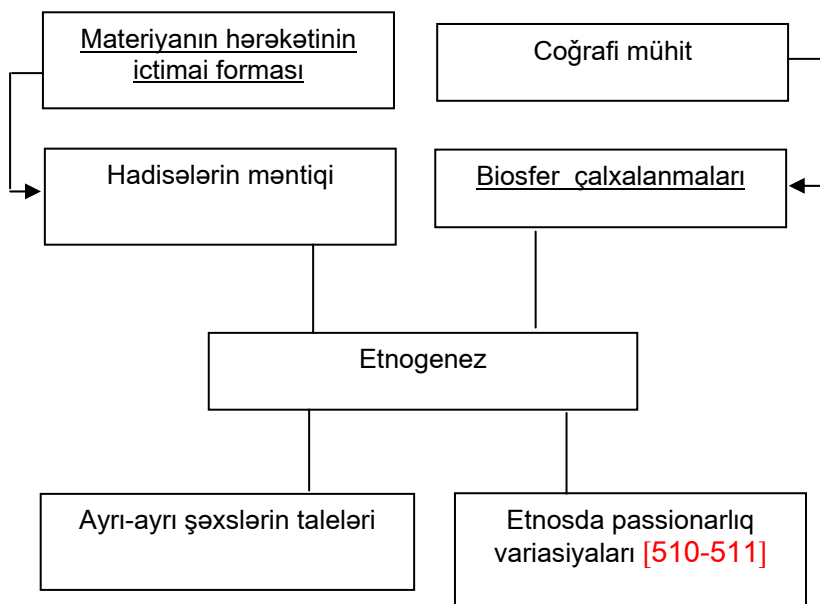 Materiyanın hərəkətinin
ictimai forması
Coğrafi mühit
Hadisələrin məntiqi
Biosfer çalxalanmaları
Etnogenez
Ayrı-ayrı şəxslərin taleləri
Etnosda passionarlıq
variasiyaları [510-511]